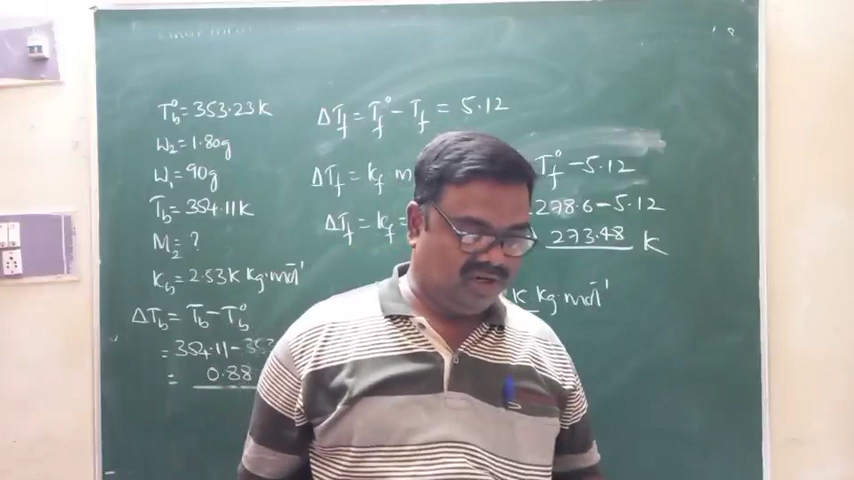 T°b = 353.23 K
W2 = 1.80g
W1 = 90g
Tb = 354.11 K
M2 = ?
Kb = 2.53 K Kg.mol⁻¹
ΔTb = Tb - T°b
= 354.11 - 353
= 0.88
ΔTf = Tf° - Tf = 5.12
ΔTf = Kf m
ΔTf = Kf =
Tf° - 5.12
278.6 - 5.12
273.48 K
K Kg.mol⁻¹